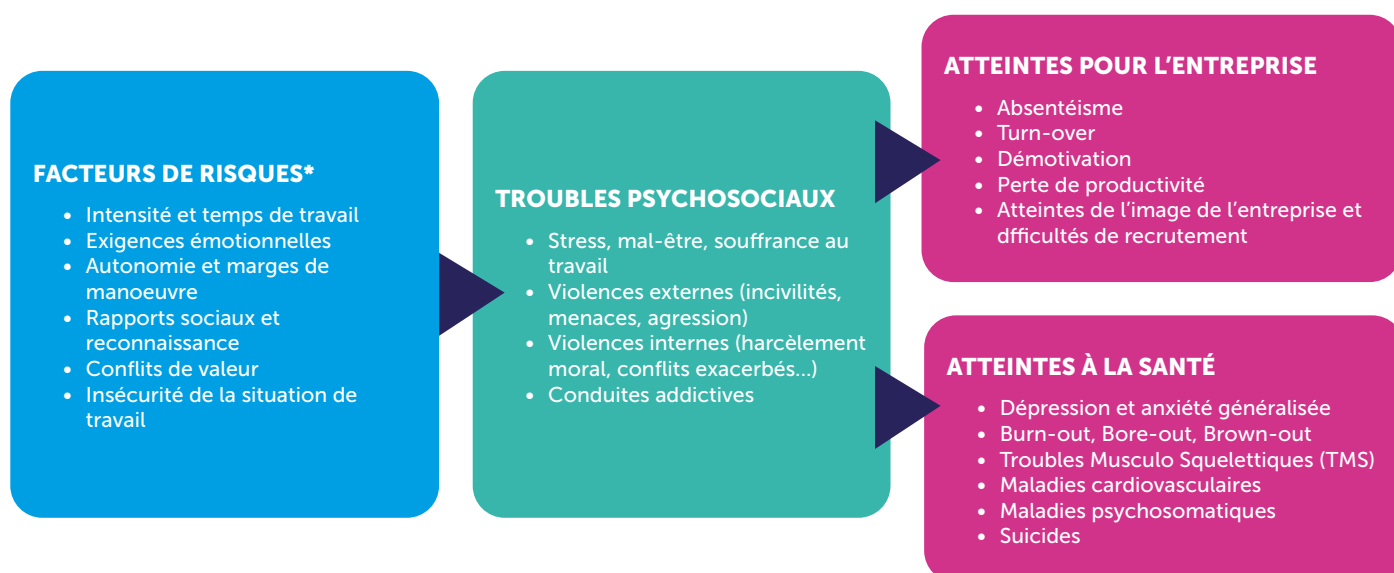 FACTEURS DE RISQUES*
• Intensité et temps de travail
• Exigences émotionnelles
• Autonomie et marges de
manoeuvre
• Rapports sociaux et
reconnaissance
• Conflits de valeur
• Insécurité de la situation de
travail
TROUBLES PSYCHOSOCIAUX
• Stress, mal-être, souffrance au
travail
• Violences externes (incivilités,
menaces, agression)
• Violences internes (harcèlement
moral, conflits exacerbés...)
• Conduites addictives
ATTEINTES POUR L'ENTREPRISE
• Absentéisme
• Turn-over
• Démotivation
• Perte de productivité
• Atteintes de l'image de l'entreprise et
dfficultés de recrutement
ATTEINTES À LA SANTÉ
• Dépression et anxiété généralisée
• Burn-out, Bore-out, Brown-out
• Troubles Musculo Squelettiques (TMS)
• Maladies cardiovasculaires
• Maladies psychosomatiques
• Suicides